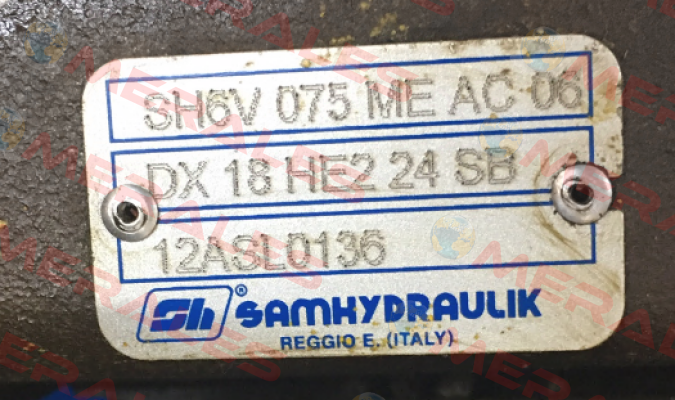 SH6V 075 ME AC 06
DX 18 HE2 24 SB
12ASL0136
Sh® SAMHYDRAULIK
REGGIO E. (ITALY)